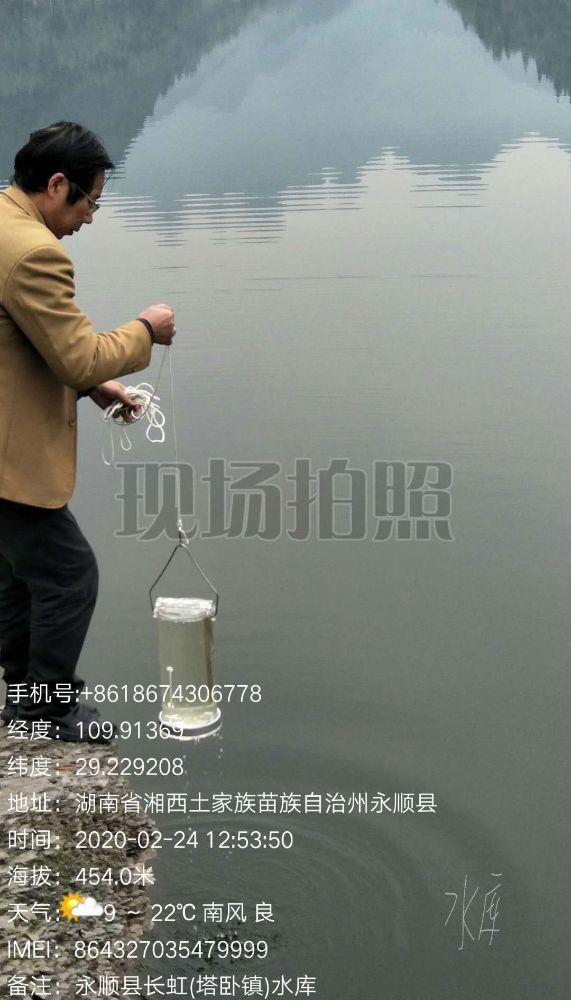 现场拍照
手机号:+8618674306778
经度：109.91369
纬度：29.229208
地址：湖南省湘西土家族苗族自治州永顺县
时间：2020-02-24 12:53:50
海拔：454.0米
天气:9 ~ 22℃ 南风 良
水库
IMEI：864327035479999
备注：永顺县长虹(塔卧镇)水库